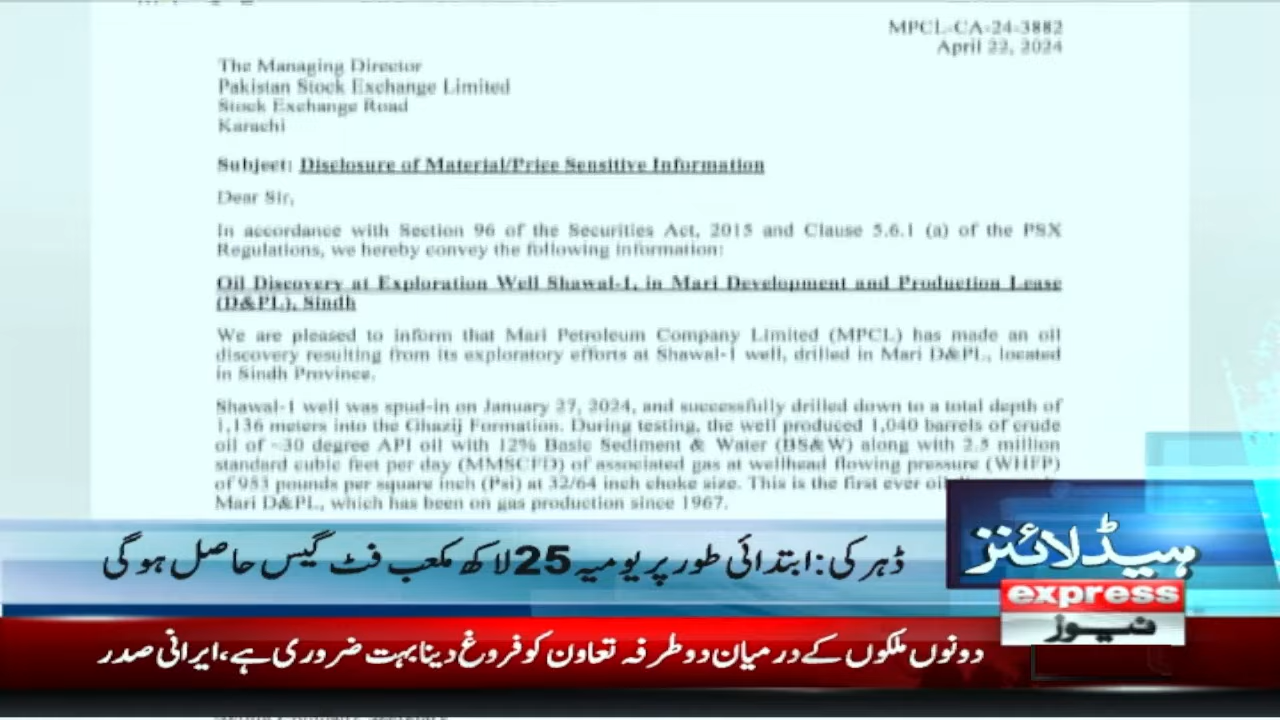 MPCL-CA-24-3882
April 22, 2024
The Managing Director
Pakistan Stock Exchange Limited
Stock Exchange Road
Karachi
Subject: Disclosure of Material/Price Sensitive Information
Dear Sir,
In accordance with Section 96 of the Securities Act, 2015 and Clause 5.6.1 (a) of the PSX
Regulations, we hereby convey the following information:
Oil Discovery at Exploration Well Shawal-1, in Mari Development and Production Lease
(D&PL), Sindh
We are pleased to inform that Mari Petroleum Company Limited (MPCL) has made an oil
discovery resulting from its exploratory efforts at Shawal-1 well, drilled in Mari D&PL, located
in Sindh Province.
Shawal-1 well was spud-in on January 27, 2024, and successfully drilled down to a total depth of
1,136 meters into the Ghazij Formation. During testing, the well produced 1,040 barrels of crude
oil of ~30 degree API oil with 12% Basic Sediment & Water (BS&W) along with 2.5 million
standard cubic feet per day (MMSCFD) of associated gas at wellhead flowing pressure (WHFP)
of 953 pounds per square inch (Psi) at 32/64 inch choke size. This is the first ever oil
Mari D&PL, which has been on gas production since 1967.
ہیڈلائنز
ڈہرکی: ابتدائی طور پر یومیہ 25 لاکھ مکعب فٹ گیس حاصل ہوگی
express
نیوز
دونوں ملکوں کے درمیان دوطرفہ تعاون کو فروغ دینا بہت ضروری ہے، ایرانی صدر